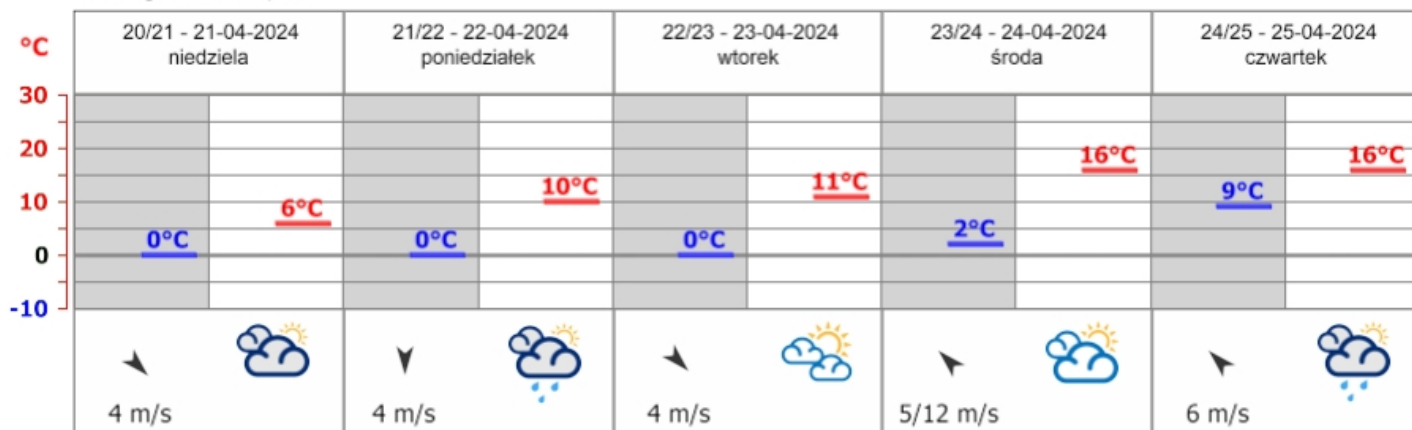 °C
20/21 - 21-04-2024
niedziela
21/22 - 22-04-2024
poniedziałek
22/23 - 23-04-2024
wtorek
23/24 - 24-04-2024
środa
24/25 - 25-04-2024
czwartek
30
20
10
0
-10
0°C
6°C
0°C
10°C
0°C
11°C
2°C
16°C
9°C
16°C
4 m/s
4 m/s
4 m/s
5/12 m/s
6 m/s